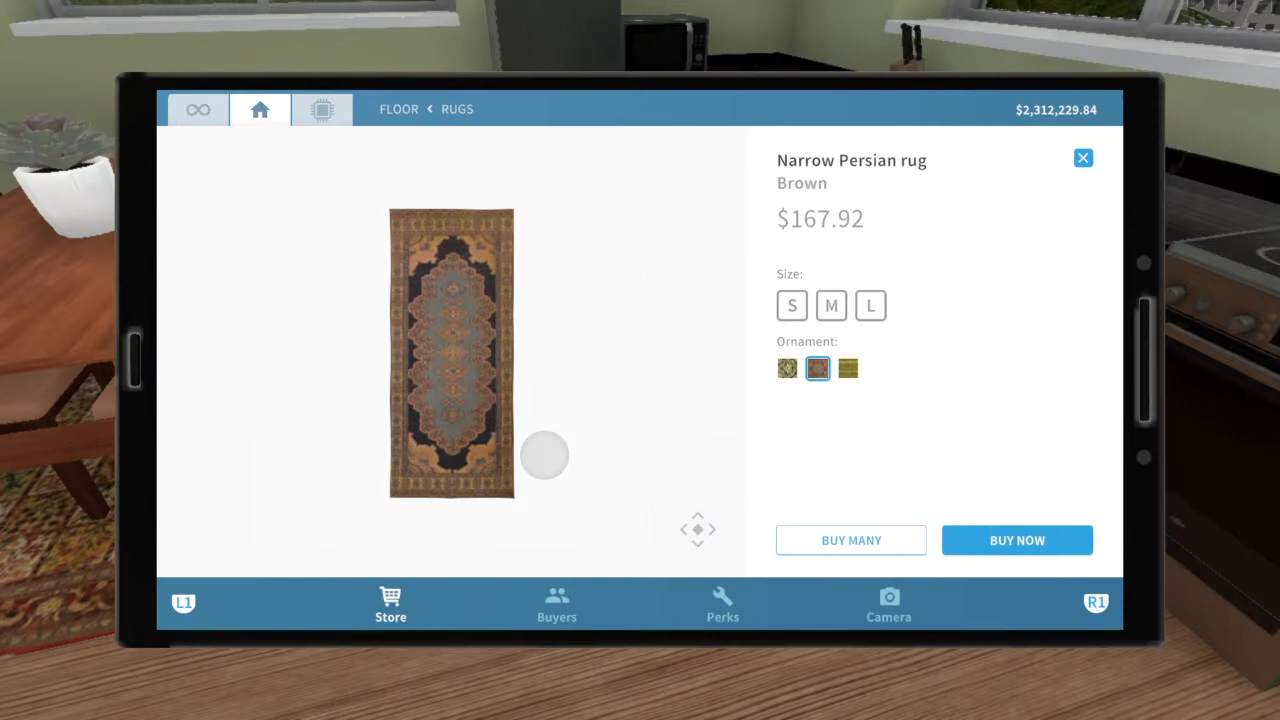 FLOOR < RUGS
$2,312,229.84
Narrow Persian rug
Brown
$167.92
Size:
S M L
Ornament:
BUY MANY BUY NOW
L1 Store Buyers Perks Camera R1